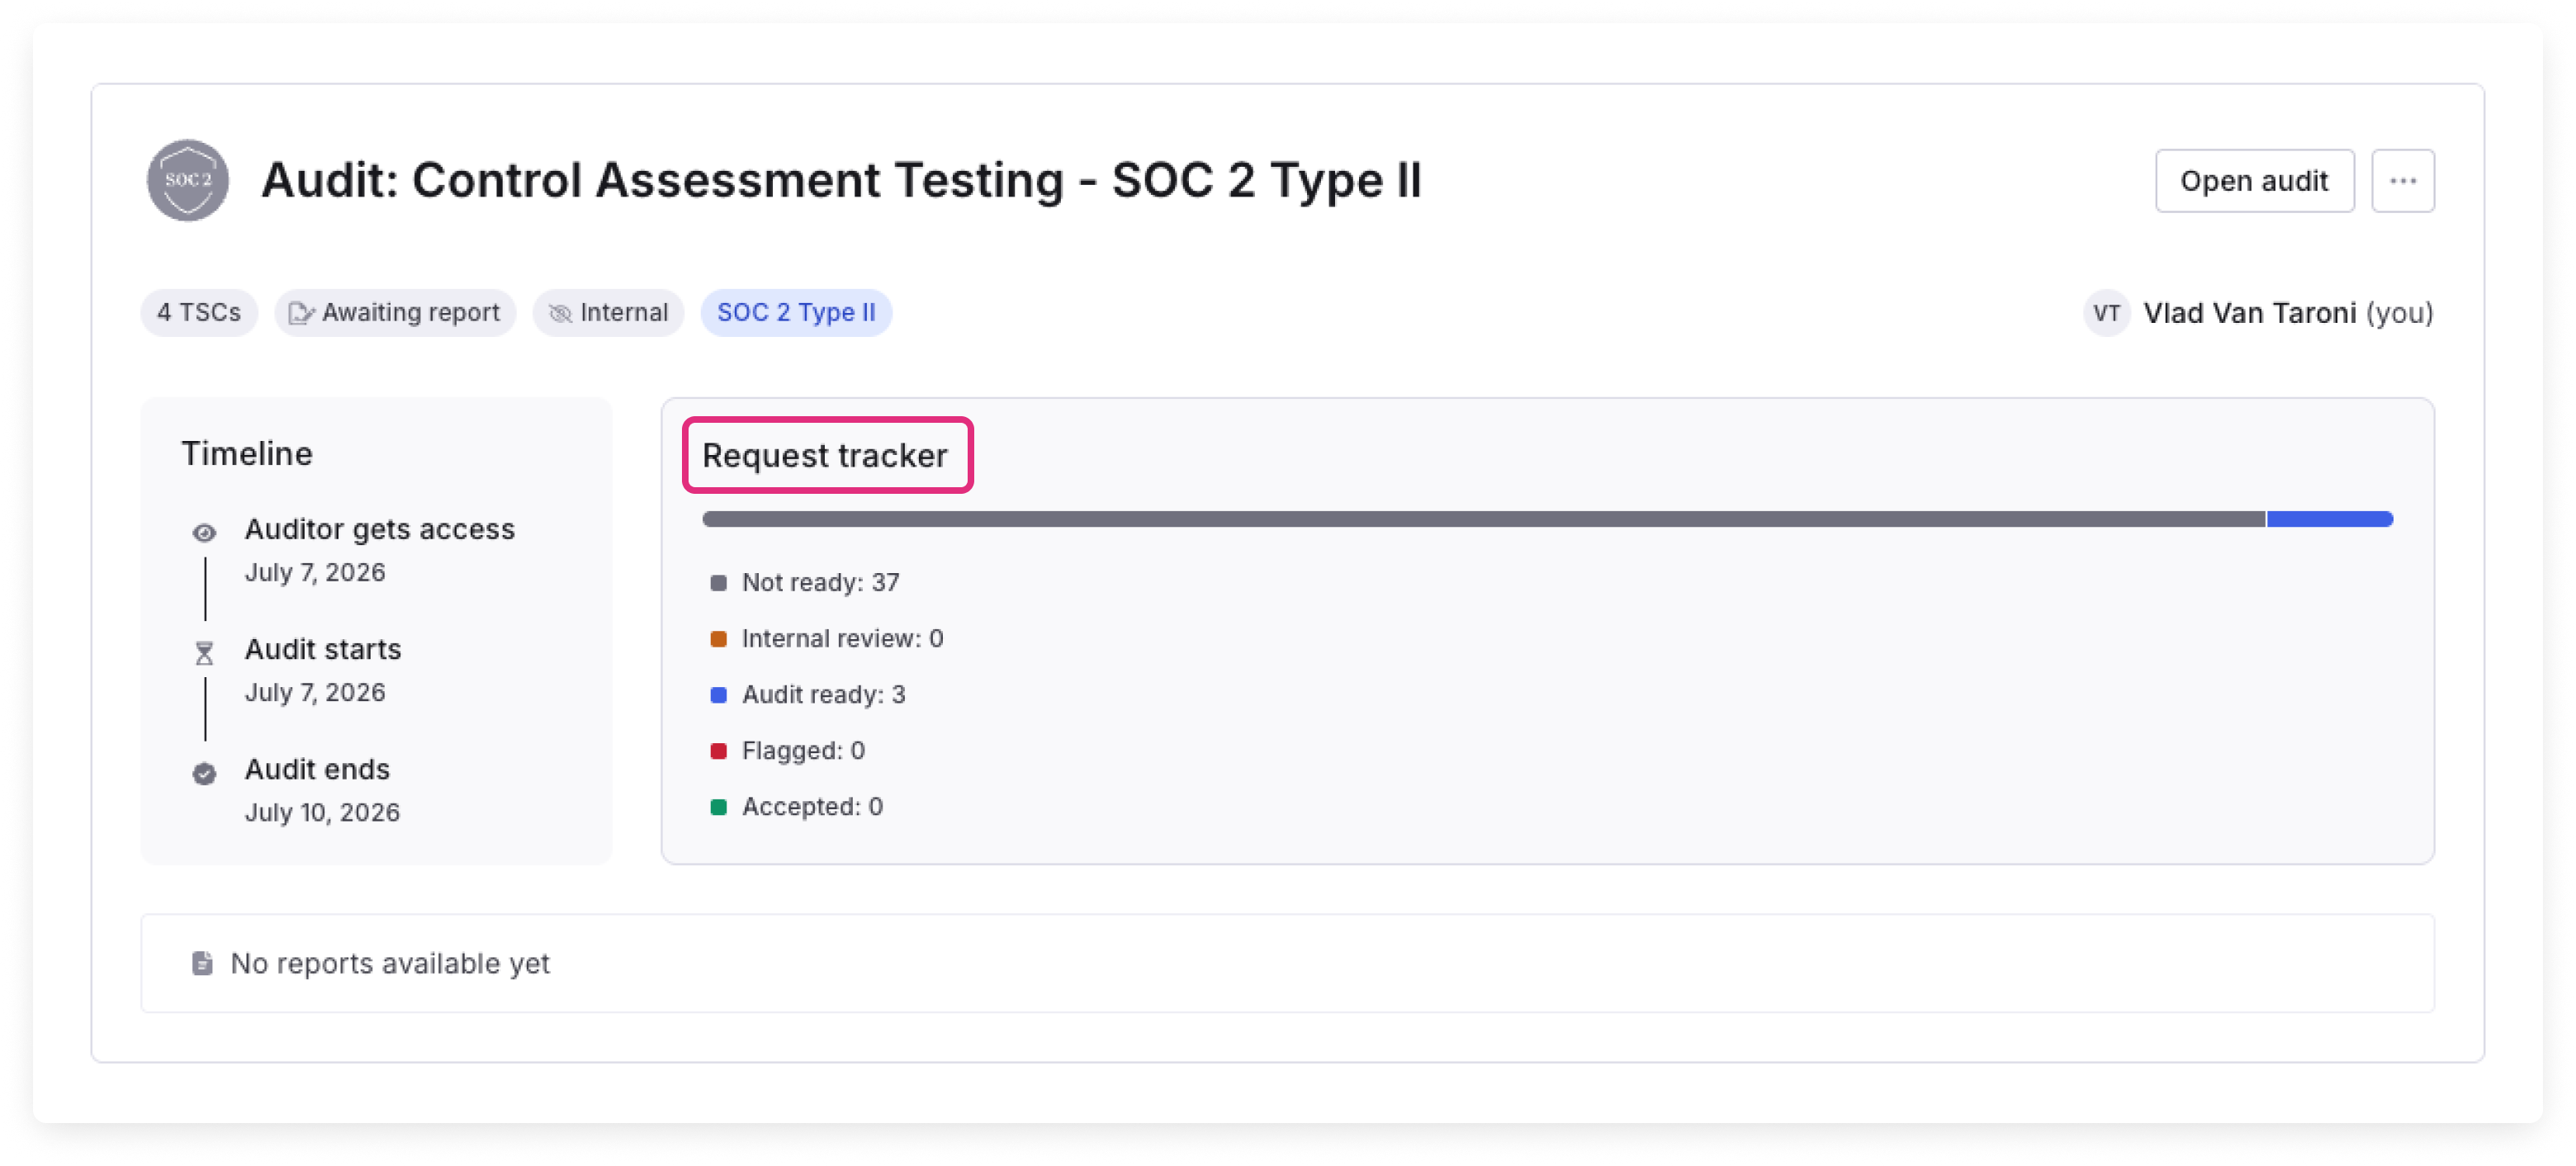 SOC 2
Audit: Control Assessment Testing - SOC 2 Type II
Open audit
4 TSCs
Awaiting report
Internal
SOC 2 Type II
VT
Vlad Van Taroni (you)
Timeline
Auditor gets access
July 7, 2026
Audit starts
July 7, 2026
Audit ends
July 10, 2026
Request tracker
Not ready: 37
Internal review: 0
Audit ready: 3
Flagged: 0
Accepted: 0
No reports available yet